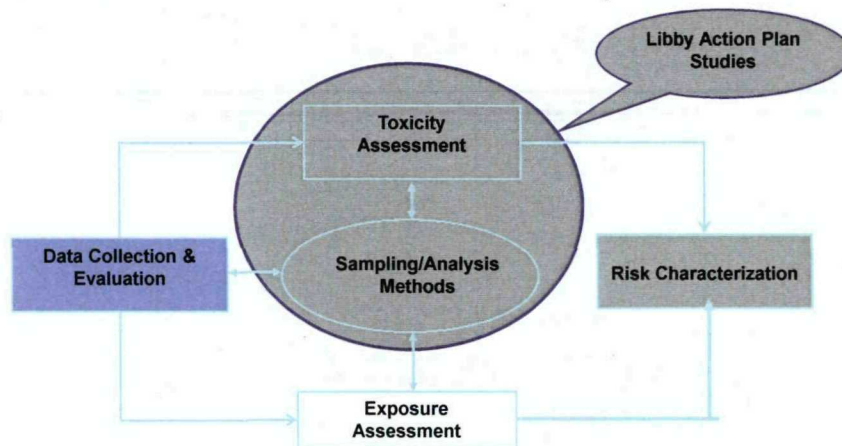 Libby Action Plan
Studies
Toxicity
Assessment
Data Collection &
Evaluation
Sampling/Analysis
Methods
Risk Characterization
Exposure
Assessment